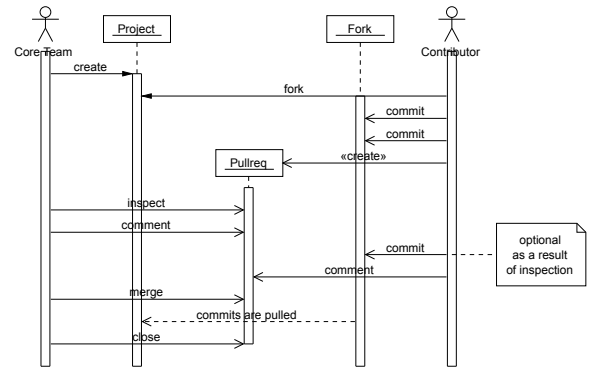 Project
Fork
Core Team
Contributor
create
fork
commit
commit
«create»
Pullreq
inspect
comment
commit
optional
as a result
of inspection
comment
merge
commits are pulled
close